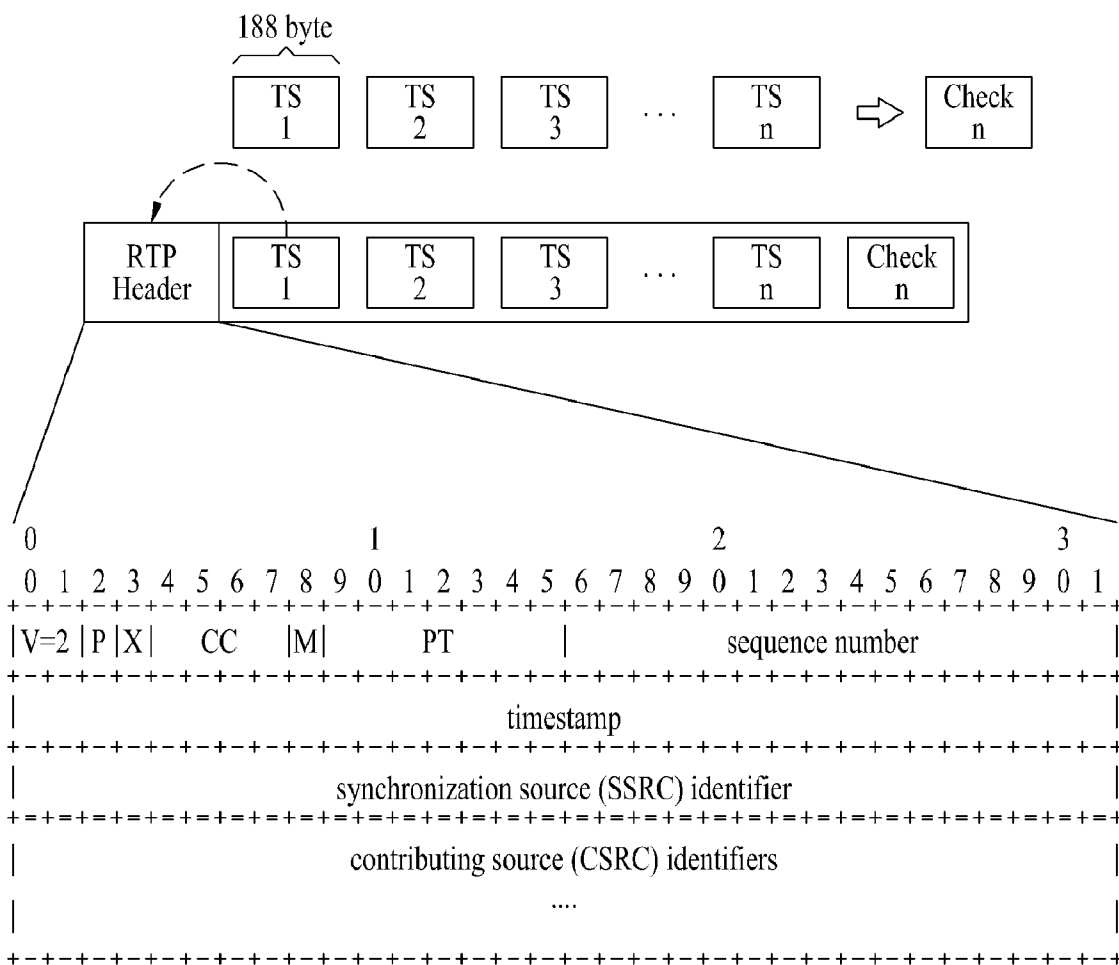 188 byte
TS 1 TS 2 TS 3 ... TS n Check n
RTP Header TS 1 TS 2 TS 3 ... TS n Check n
0 1 2 3
0 1 2 3 4 5 6 7 8 9 0 1 2 3 4 5 6 7 8 9 0 1 2 3 4 5 6 7 8 9 0 1
+-+-+-+-+-+-+-+-+-+-+-+-+-+-+-+-+-+-+-+-+-+-+-+-+-+-+-+-+-+-+-+-+
|V=2|P|X| CC |M| PT | sequence number |
+-+-+-+-+-+-+-+-+-+-+-+-+-+-+-+-+-+-+-+-+-+-+-+-+-+-+-+-+-+-+-+-+
| timestamp |
+-+-+-+-+-+-+-+-+-+-+-+-+-+-+-+-+-+-+-+-+-+-+-+-+-+-+-+-+-+-+-+-+
| synchronization source (SSRC) identifier |
+=+=+=+=+=+=+=+=+=+=+=+=+=+=+=+=+=+=+=+=+=+=+=+=+=+=+=+=+=+=+=+=+
| contributing source (CSRC) identifiers |
| .... |
+-+-+-+-+-+-+-+-+-+-+-+-+-+-+-+-+-+-+-+-+-+-+-+-+-+-+-+-+-+-+-+-+